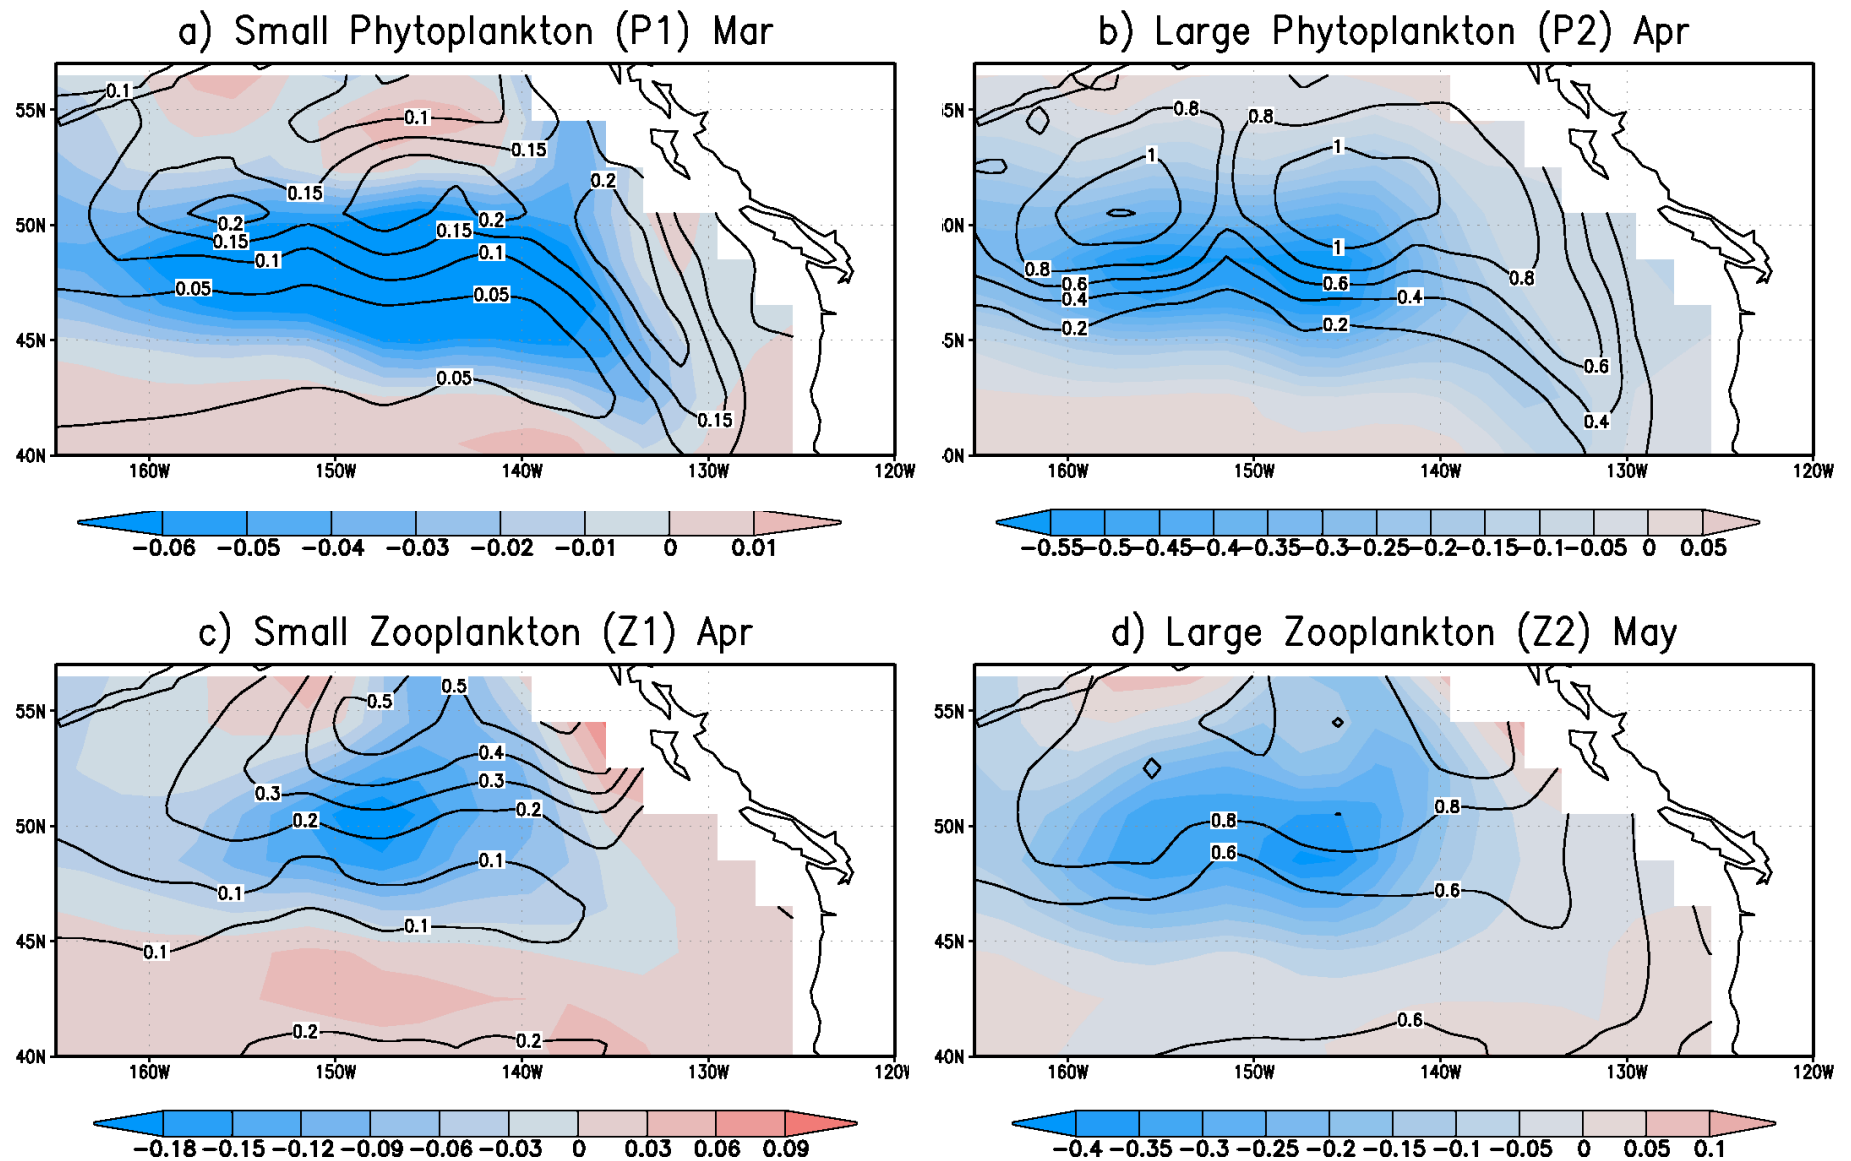 a) Small Phytoplankton (P1) Mar
b) Large Phytoplankton (P2) Apr
55N
50N
45N
40N
0.1
0.1
0.15
0.15
0.2
0.2
0.2
0.15
0.15
0.1
0.1
0.05
0.05
0.05
0.15
160W
150W
140W
130W
120W
-0.06 -0.05 -0.04 -0.03 -0.02 -0.01 0 0.01
5N
0N
5N
0N
0.8
0.8
1
1
1
0.8
0.8
0.6
0.6
0.4
0.4
0.2
0.2
0.6
0.4
160W
150W
140W
130W
120W
-0.55 -0.5 -0.45 -0.4 -0.35 -0.3 -0.25 -0.2 -0.15 -0.1 -0.05 0 0.05
c) Small Zooplankton (Z1) Apr
d) Large Zooplankton (Z2) May
55N
50N
45N
40N
0.5
0.5
0.4
0.3
0.3
0.2
0.2
0.1
0.1
0.1
0.1
0.2
0.2
160W
150W
140W
130W
120W
-0.18 -0.15 -0.12 -0.09 -0.06 -0.03 0 0.03 0.06 0.09
55N
50N
45N
40N
0.8
0.8
0.6
0.6
0.6
160W
150W
140W
130W
120W
-0.4 -0.35 -0.3 -0.25 -0.2 -0.15 -0.1 -0.05 0 0.05 0.1